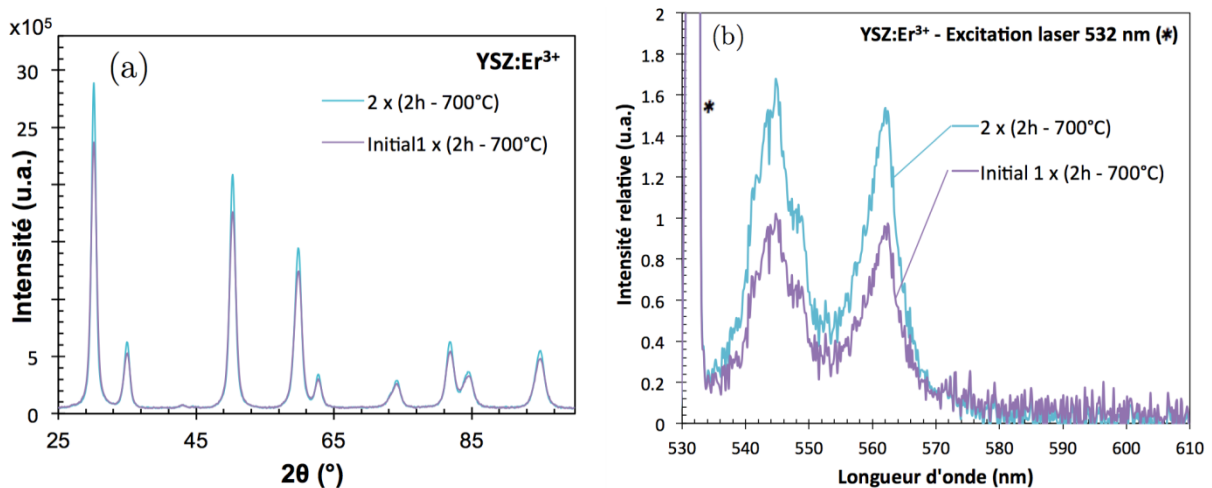 x10⁵
(a)
YSZ:Er³⁺
2 x (2h - 700°C)
Initial1 x (2h - 700°C)
Intensité (u.a.)
30
25
5
0
25
45
65
85
2θ (°)
(b)
YSZ:Er³⁺ - Excitation laser 532 nm (*)
*
2 x (2h - 700°C)
Initial 1 x (2h - 700°C)
Intensité relative (u.a.)
2
1.8
1.6
1.4
1.2
1
0.8
0.6
0.4
0.2
0
530
540
550
560
570
580
590
600
610
Longueur d'onde (nm)